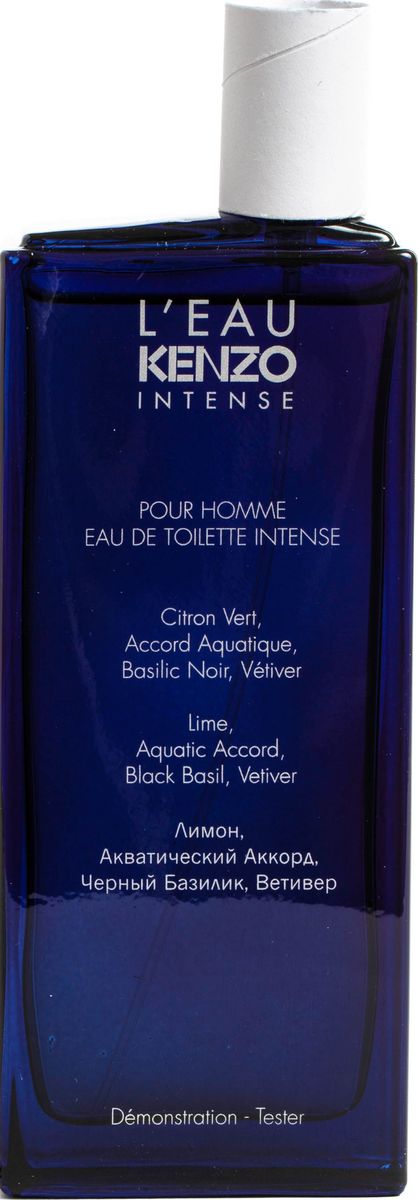 L'EAU
KENZO
INTENSE
POUR HOMME
EAU DE TOILETTE INTENSE
Citron Vert,
Accord Aquatique,
Basilic Noir, Vétiver
Lime,
Aquatic Accord,
Black Basil, Vetiver
Лимон,
Акватический Аккорд,
Черный Базилик, Ветивер
Démonstration - Tester